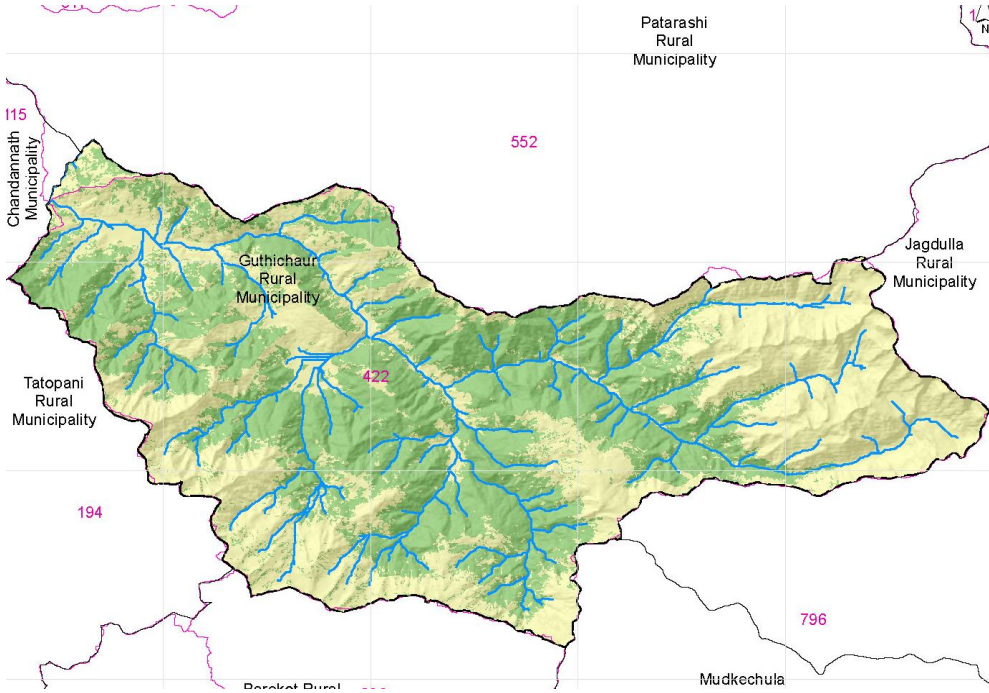 Patarashi
Rural
Municipality
1
N
552
Chandannath
Municipality
Guthichaur
Rural
Municipality
Jagdulla
Rural
Municipality
422
Tatopani
Rural
Municipality
194
796
Mudkechula